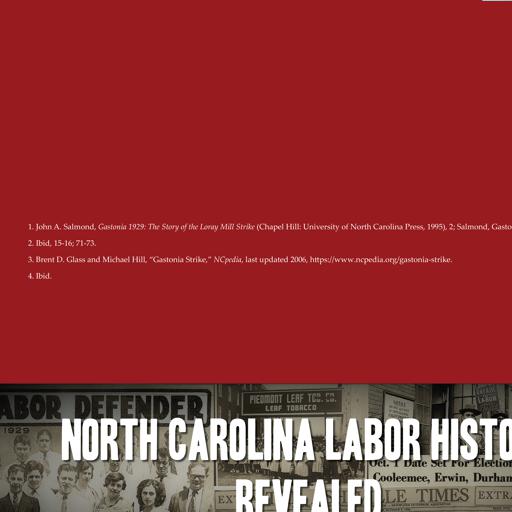 1. John A. Salmond, Gastonia 1929: The Story of the Loray Mill Strike (Chapel Hill: University of North Carolina Press, 1995), 2; Salmond, Gasto
2. Ibid, 15-16; 71-73.
3. Brent D. Glass and Michael Hill, “Gastonia Strike,” NCpedia, last updated 2006, https://www.ncpedia.org/gastonia-strike.
4. Ibid.
ABOR DEFENDER
1929
PIEDMONT LEAF TOB. CO.
LEAF TOBACCO
NORTH CAROLINA LABOR HISTO
REVEALED
Oct. 1 Date Set For Election
Cooleemee, Erwin, Durham
LE TIMES
EXT
EXTRA